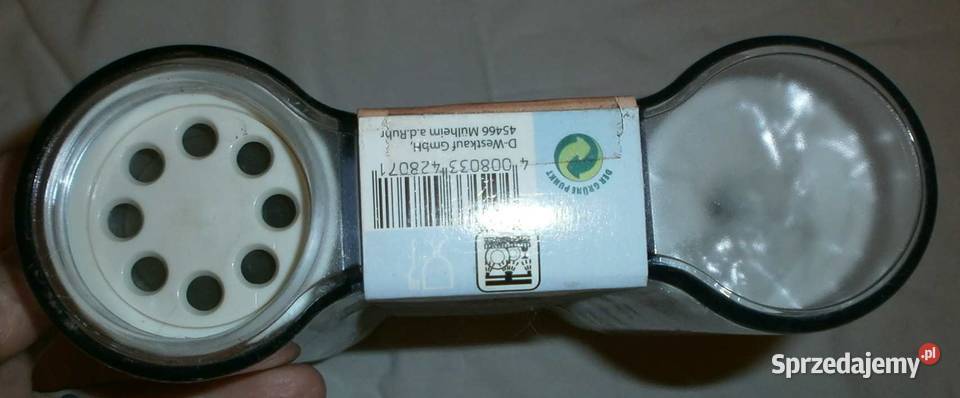 D-Westkauf GmbH,
45466 Mülheim a.d.Ruhr
4 008033 428071
DER GRÜNE PUNKT
Sprzedajemy.pl